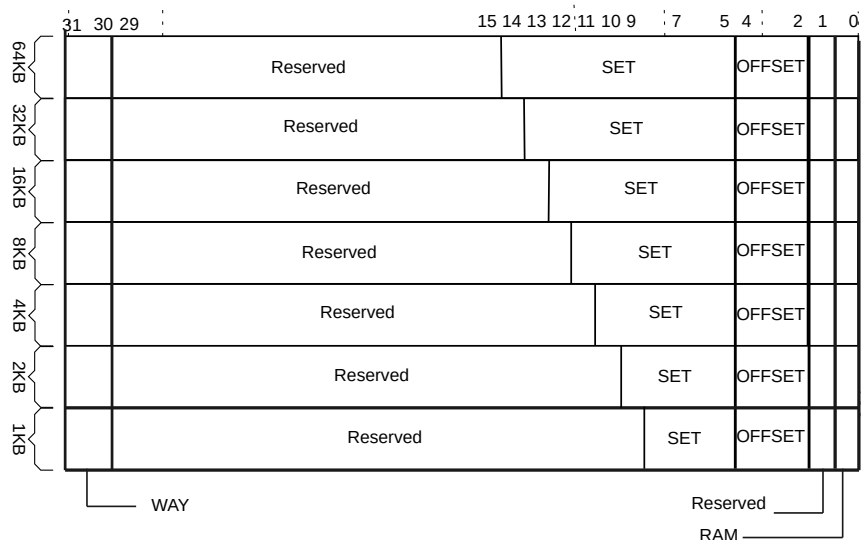 31 30 29 15 14 13 12 11 10 9 7 5 4 2 1 0
64KB Reserved SET OFFSET
32KB Reserved SET OFFSET
16KB Reserved SET OFFSET
8KB Reserved SET OFFSET
4KB Reserved SET OFFSET
2KB Reserved SET OFFSET
1KB Reserved SET OFFSET
WAY Reserved
RAM